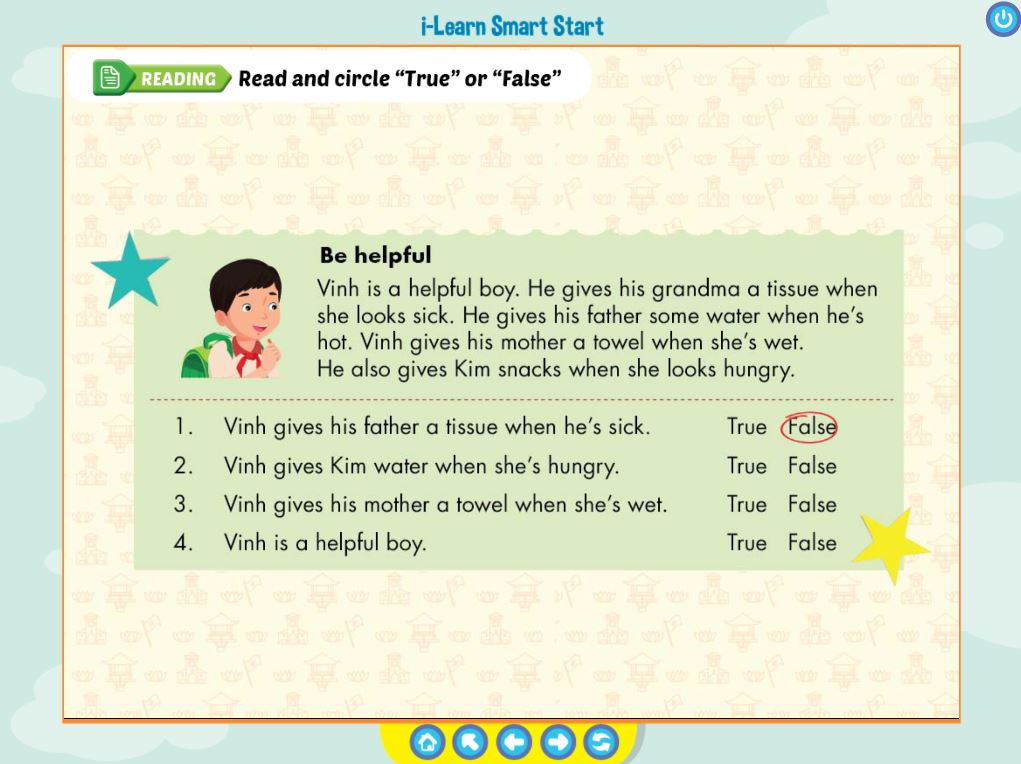 i-Learn Smart Start
READING Read and circle “True” or “False”
Be helpful
Vinh is a helpful boy. He gives his grandma a tissue when
she looks sick. He gives his father some water when he’s
hot. Vinh gives his mother a towel when she’s wet.
He also gives Kim snacks when she looks hungry.
1. Vinh gives his father a tissue when he’s sick. True False
2. Vinh gives Kim water when she’s hungry. True False
3. Vinh gives his mother a towel when she’s wet. True False
4. Vinh is a helpful boy. True False